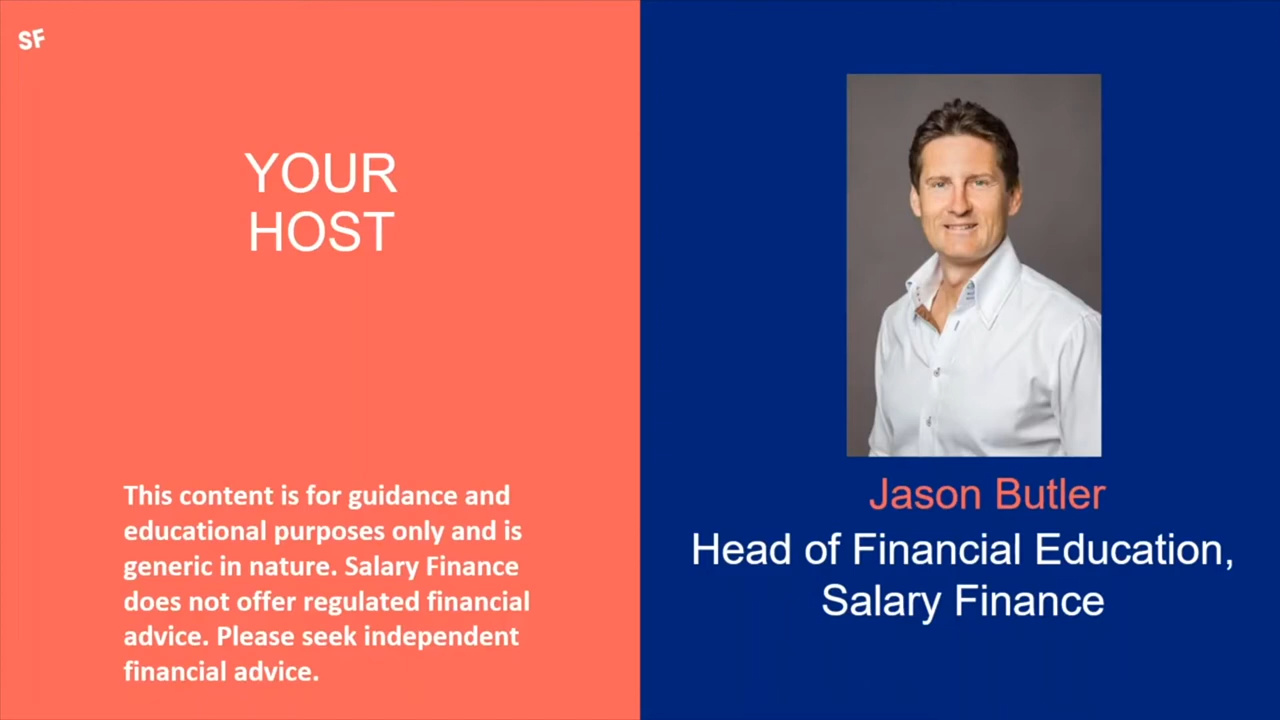 SF
YOUR
HOST
This content is for guidance and
educational purposes only and is
generic in nature. Salary Finance
does not offer regulated financial
advice. Please seek independent
financial advice.
Jason Butler
Head of Financial Education,
Salary Finance